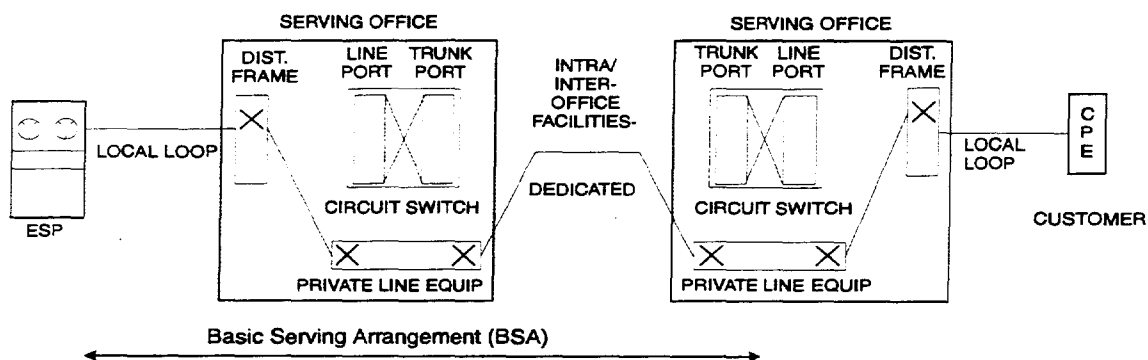 SERVING OFFICE
DIST.
FRAME
LINE
PORT
TRUNK
PORT
CIRCUIT SWITCH
PRIVATE LINE EQUIP
ESP
LOCAL LOOP
INTRA/
INTER-
OFFICE
FACILITIES-
DEDICATED
SERVING OFFICE
TRUNK
PORT
LINE
PORT
DIST.
FRAME
CIRCUIT SWITCH
PRIVATE LINE EQUIP
LOCAL
LOOP
C
P
E
CUSTOMER
Basic Serving Arrangement (BSA)